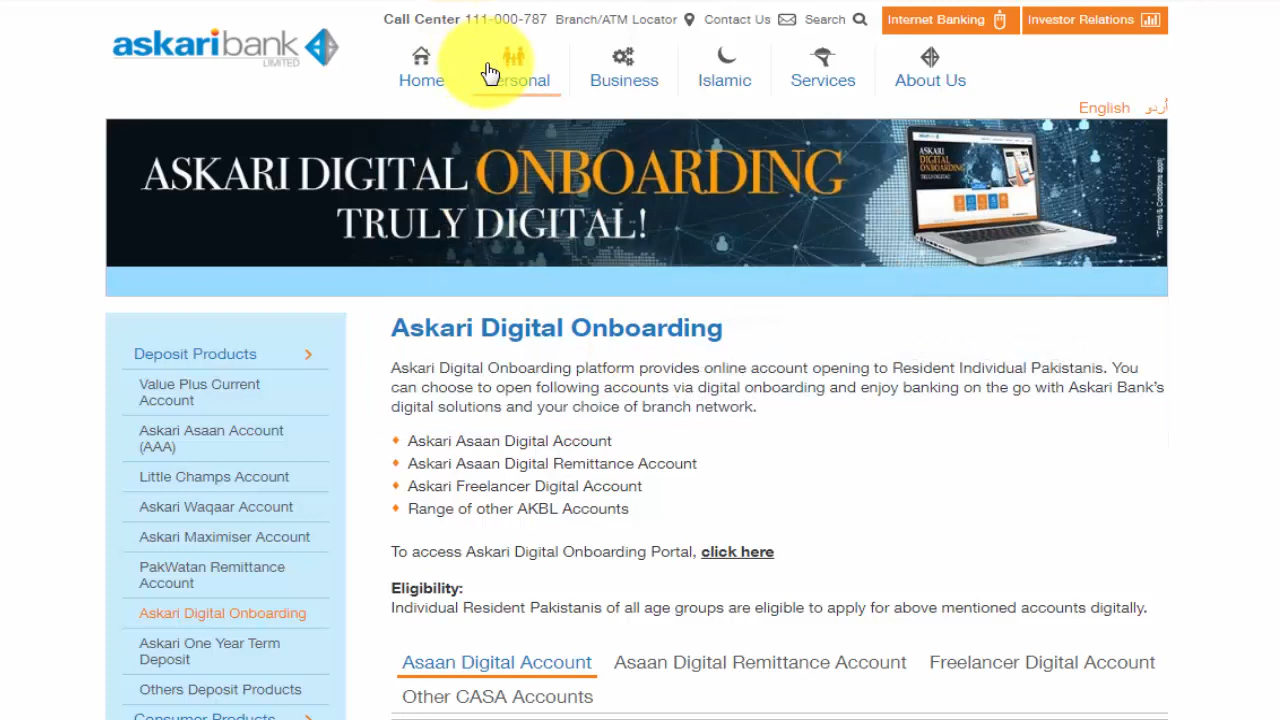 Call Center 111-000-787 Branch/ATM Locator Contact Us Search Internet Banking Investor Relations
askari bank
LIMITED
Home Personal Business Islamic Services About Us
English اُردو
ASKARI DIGITAL ONBOARDING
TRULY DIGITAL!
*Terms & Conditions apply
Askari Digital Onboarding
Askari Digital Onboarding platform provides online account opening to Resident Individual Pakistanis. You
can choose to open following accounts via digital onboarding and enjoy banking on the go with Askari Bank's
digital solutions and your choice of branch network.
Askari Asaan Digital Account
Askari Asaan Digital Remittance Account
Askari Freelancer Digital Account
Range of other AKBL Accounts
To access Askari Digital Onboarding Portal, click here
Eligibility:
Individual Resident Pakistanis of all age groups are eligible to apply for above mentioned accounts digitally.
Asaan Digital Account Asaan Digital Remittance Account Freelancer Digital Account
Other CASA Accounts
Deposit Products
Value Plus Current
Account
Askari Asaan Account
(AAA)
Little Champs Account
Askari Waqaar Account
Askari Maximiser Account
PakWatan Remittance
Account
Askari Digital Onboarding
Askari One Year Term
Deposit
Others Deposit Products
Consumer Products